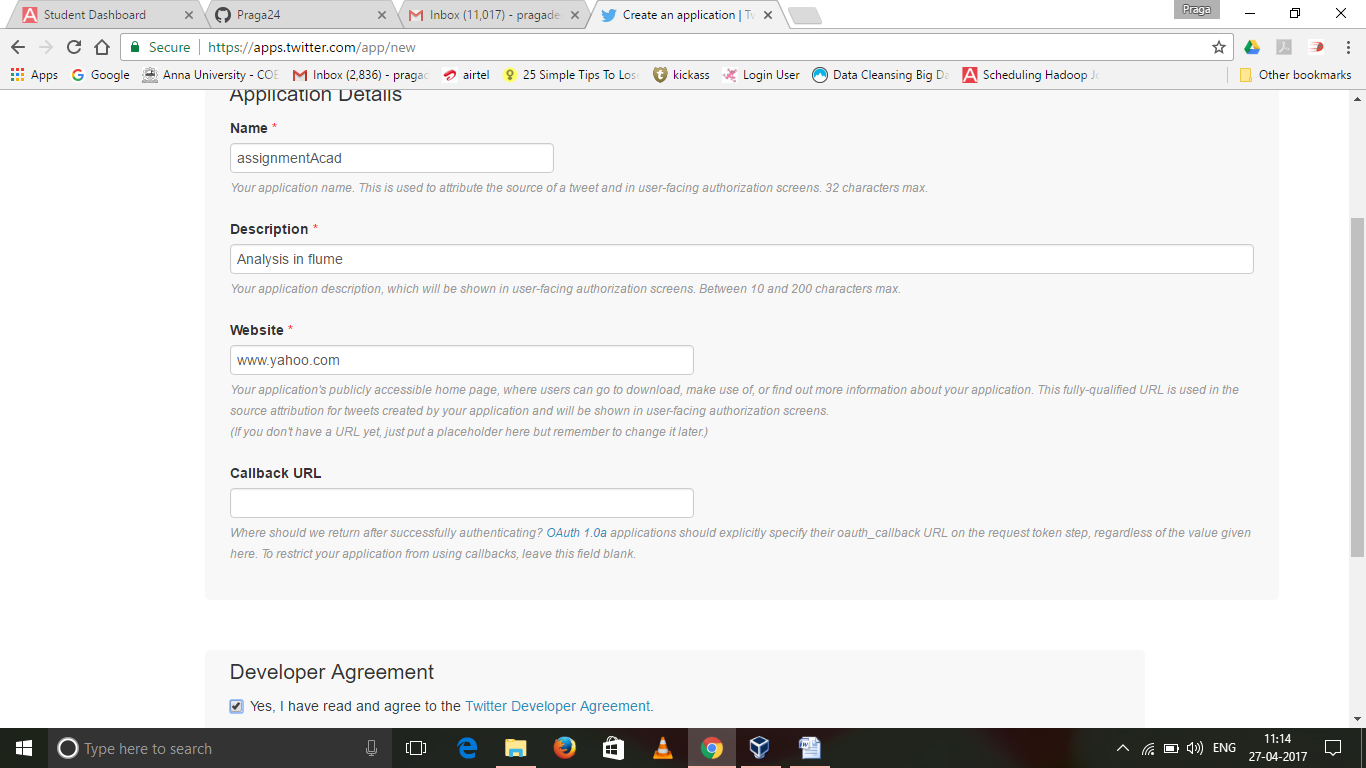 Student Dashboard
Praga24
Inbox (11,017) - pragade
Create an application | Tw
Praga
Secure
https://apps.twitter.com/app/new
Apps
Google
Anna University - COE
Inbox (2,836) - pragac
airtel
25 Simple Tips To Los
kickass
Login User
Data Cleansing Big Da
Scheduling Hadoop Jo
Other bookmarks
Application Details
Name *
assignmentAcad
Your application name. This is used to attribute the source of a tweet and in user-facing authorization screens. 32 characters max.
Description *
Analysis in flume
Your application description, which will be shown in user-facing authorization screens. Between 10 and 200 characters max.
Website *
www.yahoo.com
Your application's publicly accessible home page, where users can go to download, make use of, or find out more information about your application. This fully-qualified URL is used in the
source attribution for tweets created by your application and will be shown in user-facing authorization screens.
(If you don't have a URL yet, just put a placeholder here but remember to change it later.)
Callback URL
Where should we return after successfully authenticating? OAuth 1.0a applications should explicitly specify their oauth_callback URL on the request token step, regardless of the value given
here. To restrict your application from using callbacks, leave this field blank.
Developer Agreement
Yes, I have read and agree to the Twitter Developer Agreement.
Type here to search
ENG
11:14
27-04-2017